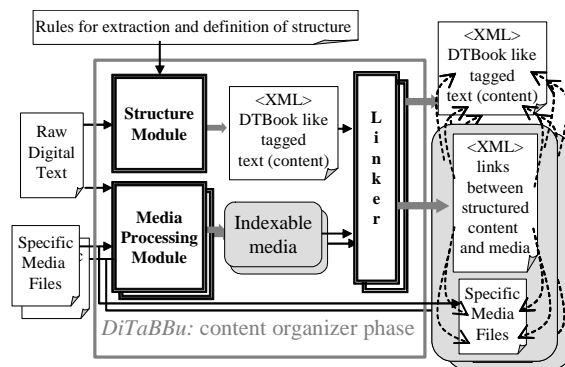 Rules for extraction and definition of structure
Structure
Module
<XML>
DTBook like
tagged
text (content)
L
i
n
k
e
r
<XML>
DTBook like
tagged
text (content)
Raw
Digital
Text
Media
Processing
Module
Indexable
media
<XML>
links
between
structured
content
and media
Specific
Media
Files
c
Specific
Media
Files
DiTaBBu: content organizer phase